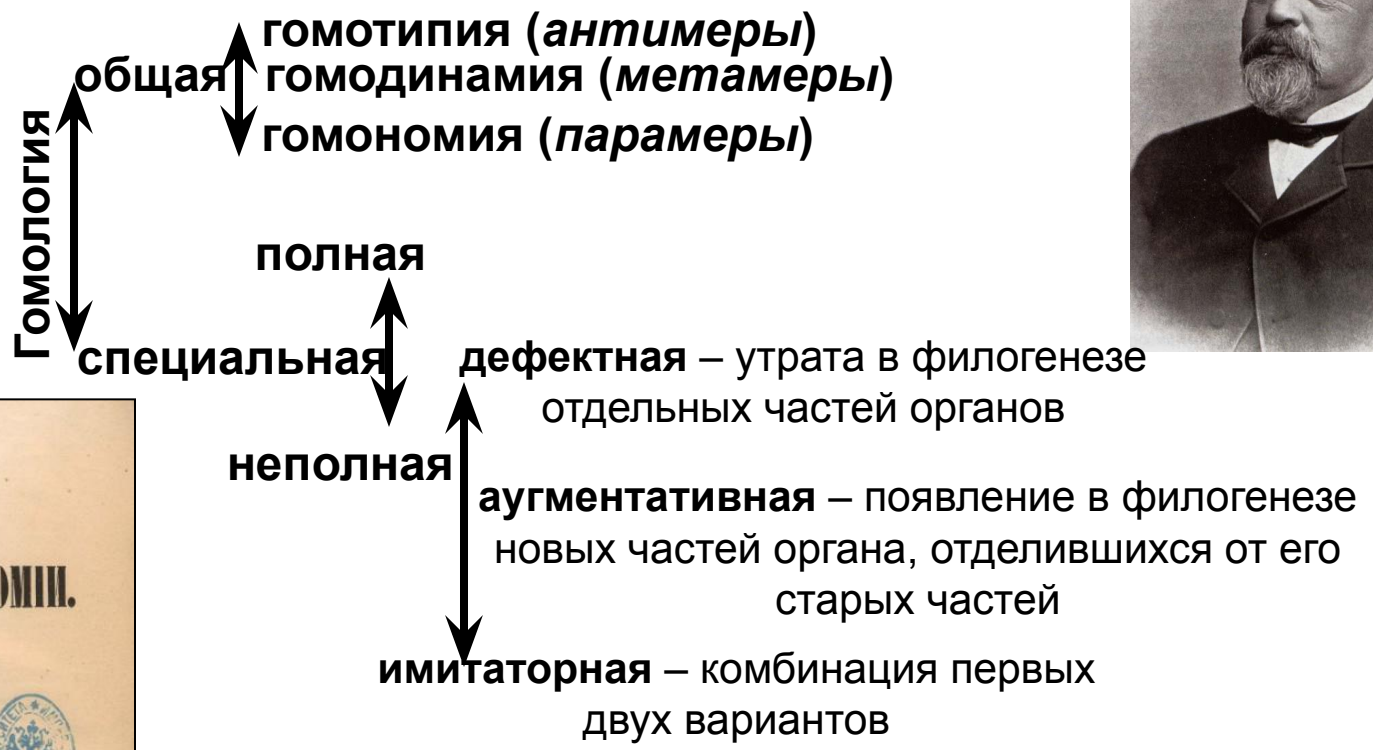 гомотипия (антимеры)
общая гомодинамия (метамеры)
гомономия (парамеры)
Гомология
полная
специальная
дефектная – утрата в филогенезе
отдельных частей органов
неполная
аугментативная – появление в филогенезе
новых частей органа, отделившихся от его
старых частей
имитаторная – комбинация первых
двух вариантов